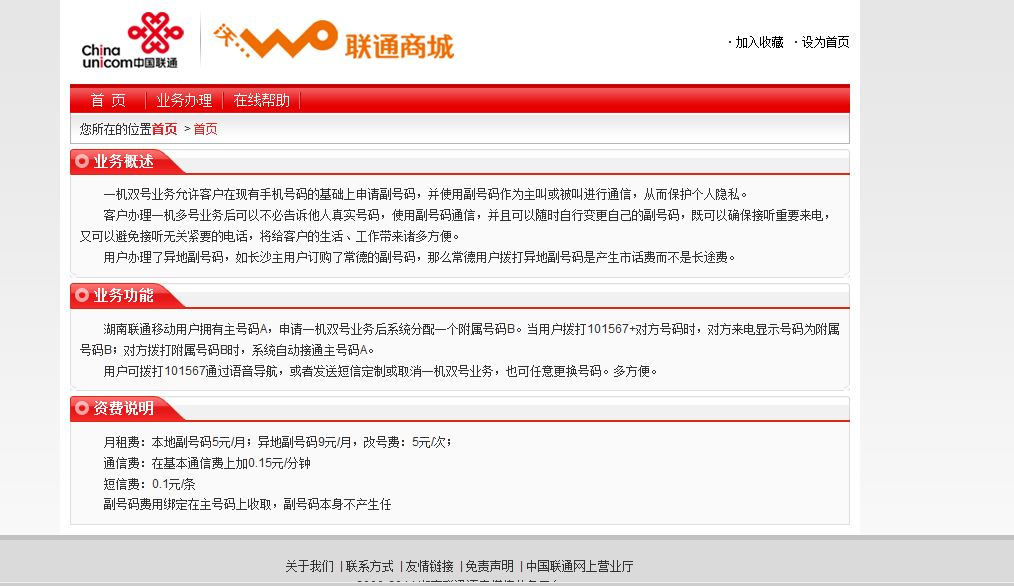 China
unicom中国联通
沃 WO 联通商城
· 加入收藏 · 设为首页
首 页 业务办理 在线帮助
您所在的位置首页 > 首页
业务概述
一机双号业务允许客户在现有手机号码的基础上申请副号码，并使用副号码作为主叫或被叫进行通信，从而保护个人隐私。
客户办理一机多号业务后可以不必告诉他人真实号码，使用副号码通信，并且可以随时自行变更自己的副号码，既可以确保接听重要来电，
又可以避免接听无关紧要的电话，将给客户的生活、工作带来诸多方便。
用户办理了异地副号码，如长沙主用户订购了常德的副号码，那么常德用户拨打异地副号码是产生市话费而不是长途费。
业务功能
湖南联通移动用户拥有主号码A，申请一机双号业务后系统分配一个附属号码B。当用户拨打101567+对方号码时，对方来电显示号码为附属
号码B；对方拨打附属号码B时，系统自动接通主号码A。
用户可拨打101567通过语音导航，或者发送短信定制或取消一机双号业务，也可任意更换号码。多方便。
资费说明
月租费：本地副号码5元/月；异地副号码9元/月，改号费：5元/次；
通信费：在基本通信费上加0.15元/分钟
短信费：0.1元/条
副号码费用绑定在主号码上收取，副号码本身不产生任
关于我们 | 联系方式 | 友情链接 | 免责声明 | 中国联通网上营业厅